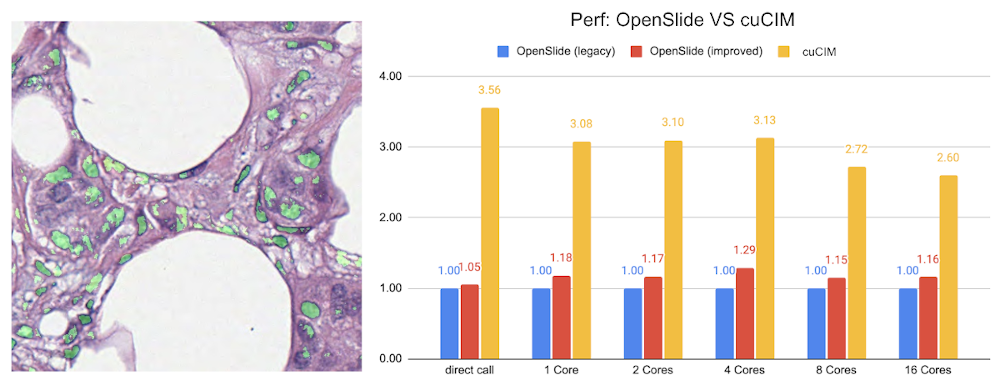 Perf: OpenSlide VS cuCIM
OpenSlide (legacy) OpenSlide (improved) cuCIM
4.00
3.00
2.00
1.00
0.00
1.00 1.05 3.56
1.00 1.18 3.08
1.00 1.17 3.10
1.00 1.29 3.13
1.00 1.15 2.72
1.00 1.16 2.60
direct call 1 Core 2 Cores 4 Cores 8 Cores 16 Cores